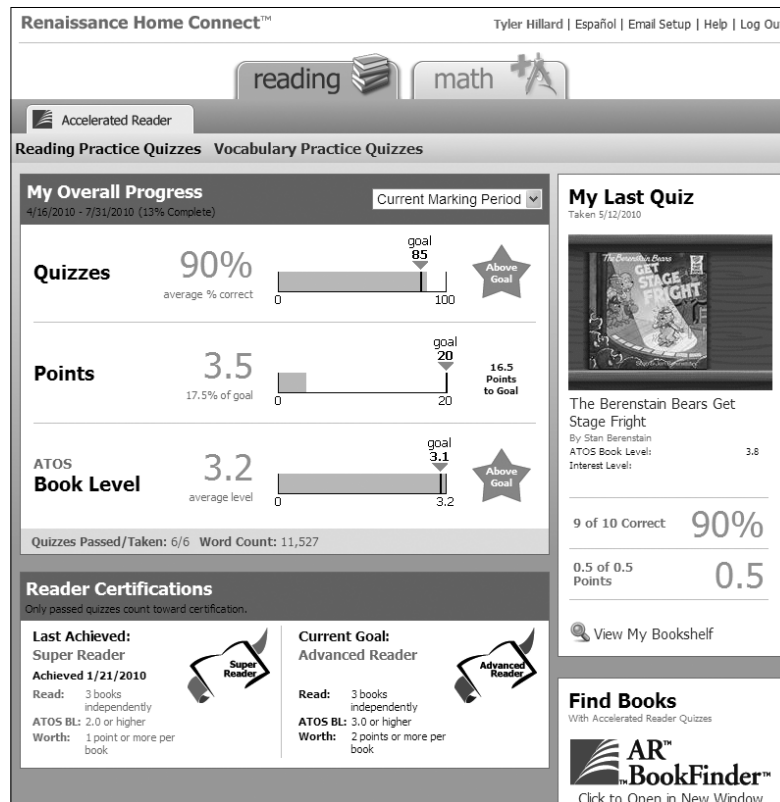 Renaissance Home Connect™
Tyler Hillard | Español | Email Setup | Help | Log Ou
reading
math
Accelerated Reader
Reading Practice Quizzes Vocabulary Practice Quizzes
My Overall Progress
4/16/2010 - 7/31/2010 (13% Complete)
Current Marking Period
Quizzes
90%
average % correct
goal
85
0
100
Above
Goal
Points
3.5
17.5% of goal
goal
20
0
20
16.5
Points
to Goal
ATOS
Book Level
3.2
average level
goal
3.1
0
3.2
Above
Goal
Quizzes Passed/Taken: 6/6 Word Count: 11,527
Reader Certifications
Only passed quizzes count toward certification.
Last Achieved:
Super Reader
Achieved 1/21/2010
Read: 3 books
independently
ATOS BL: 2.0 or higher
Worth: 1 point or more per
book
Super
Reader
Current Goal:
Advanced Reader
Read: 3 books
independently
ATOS BL: 3.0 or higher
Worth: 2 points or more per
book
Advanced
Reader
My Last Quiz
Taken 5/12/2010
The Berenstain Bears
GET
STAGE
FRIGHT
The Berenstain Bears Get
Stage Fright
By Stan Berenstain
ATOS Book Level: 3.8
Interest Level:
9 of 10 Correct 90%
0.5 of 0.5
Points
0.5
View My Bookshelf
Find Books
With Accelerated Reader Quizzes
AR™
BookFinder™
Click to Open in New Window